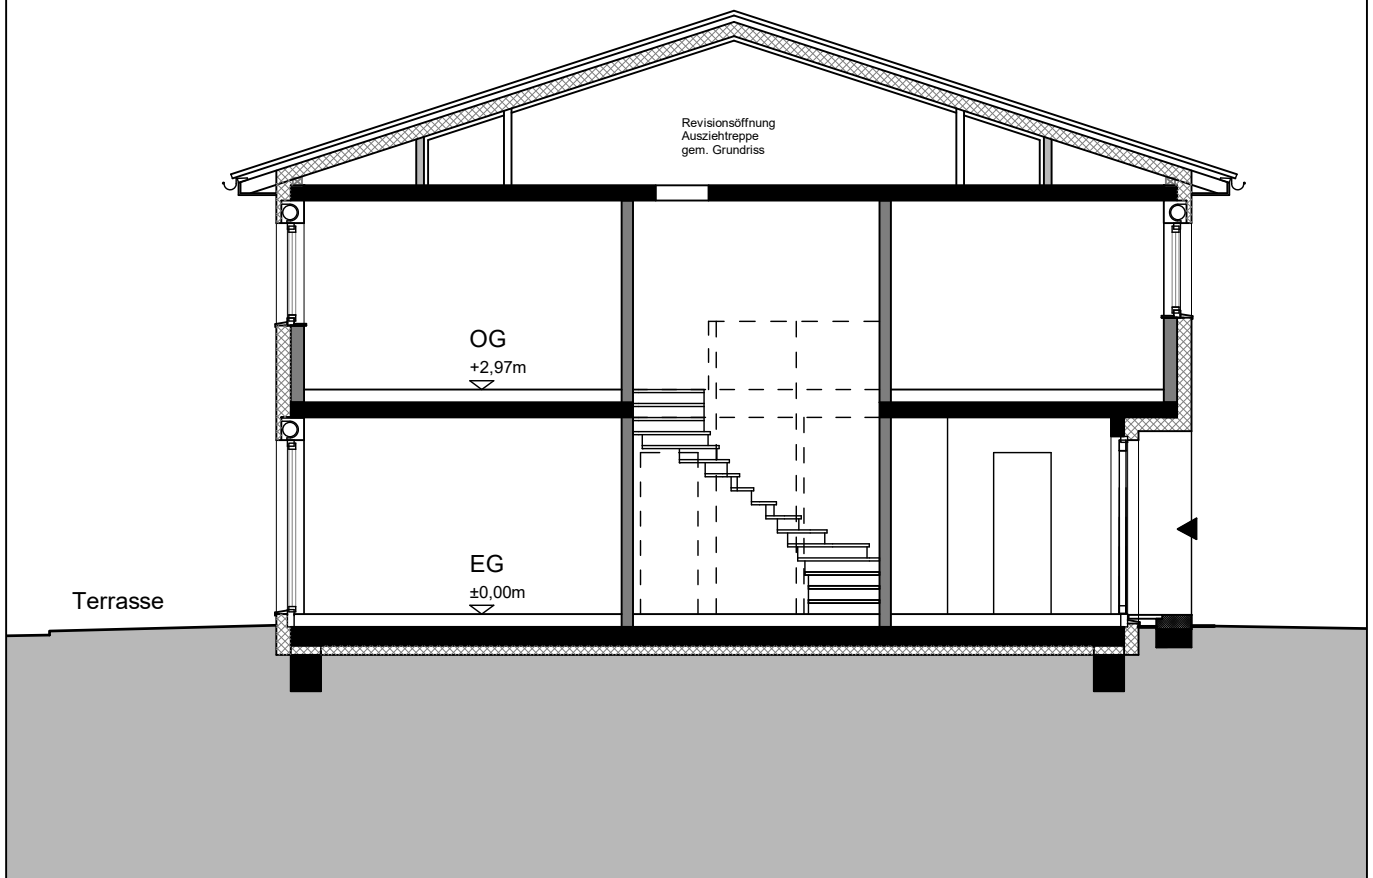 Revisionsöffnung
Ausziehtreppe
gem. Grundriss
OG
+2,97m
EG
±0,00m
Terrasse